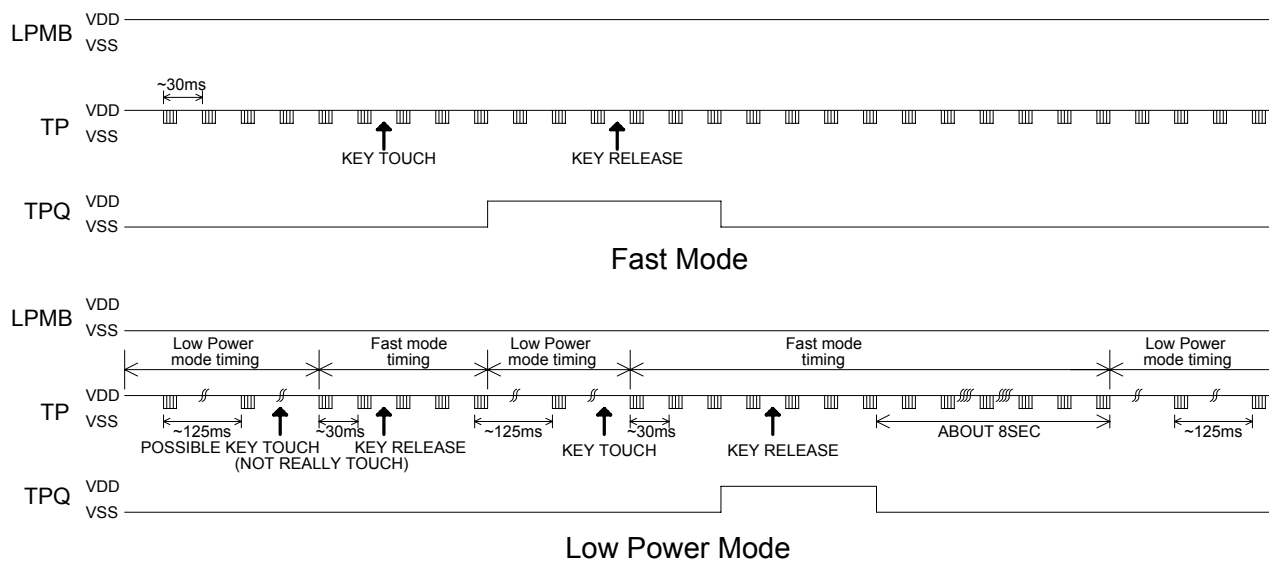 LPMB VDD
VSS
~30ms
TP VDD
VSS
KEY TOUCH KEY RELEASE
TPQ VDD
VSS
Fast Mode
LPMB VDD
VSS
Low Power
mode timing
Fast mode
timing
Low Power
mode timing
Fast mode
timing
Low Power
mode timing
TP VDD
VSS
~125ms ~30ms ~125ms ~30ms ABOUT 8SEC ~125ms
POSSIBLE KEY TOUCH
(NOT REALLY TOUCH)
KEY RELEASE
KEY TOUCH
KEY RELEASE
TPQ VDD
VSS
Low Power Mode